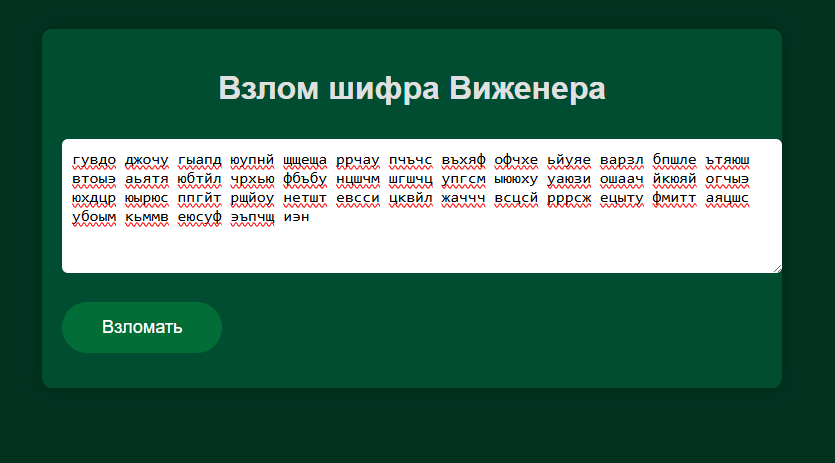 Взлом шифра Виженера
гувдо джочу гыапд юупнй щщеща ррчау пчъчс въхяф офчхе ьйуяе варзл бпшле ътяюш
втоыэ аьятя юбтйл чрхью фбъбу нцшчм шгшчц упгсм ыююху уаюзи ошаач йкюяй огчыэ
юхдцр юырюс ппгйт рщйоу нетшт евсси цквйл жаччч всцсй рррсж ецыту фмитт аяцшс
убоым кьммв еюсуф эъпчщ иэн
Взломать